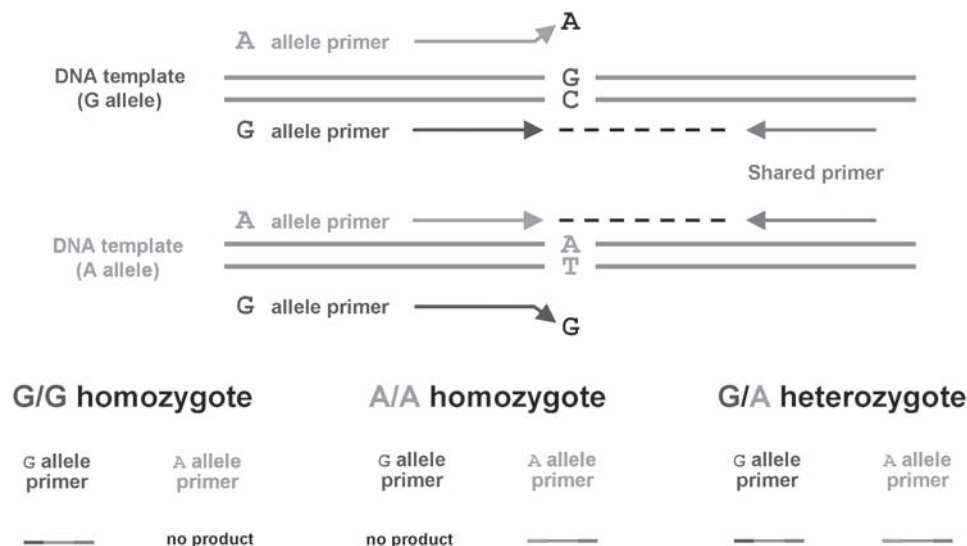 A
A allele primer
DNA template
(G allele)
G
C
G allele primer
Shared primer
A allele primer
DNA template
(A allele)
A
T
G allele primer
G
G/G homozygote
A/A homozygote
G/A heterozygote
G allele
primer
A allele
primer
G allele
primer
A allele
primer
G allele
primer
A allele
primer
no product
no product